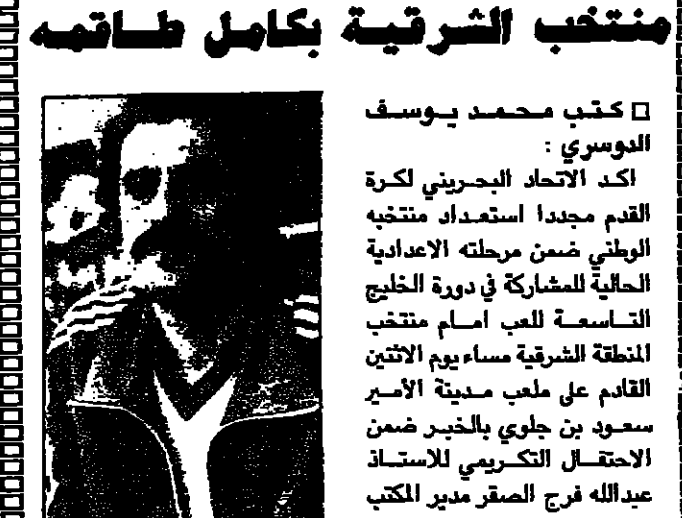 منتخب الشرقية بكامل طاقمه
□ كتب محمد يوسف
الدوسري :
اكد الاتحاد البحريني لكرة
القدم مجددا استعداد منتخبه
الوطني ضمن مرحلته الاعدادية
الحالية للمشاركة في دورة الخليج
التاسعة للعب امام منتخب
المنطقة الشرقية مساء يوم الاثنين
القادم على ملعب مدينة الأمير
سعود بن جلوي بالخبر ضمن
الاحتفال التكريمي للاستاذ
عبدالله فرج الصقر مدير المكتب